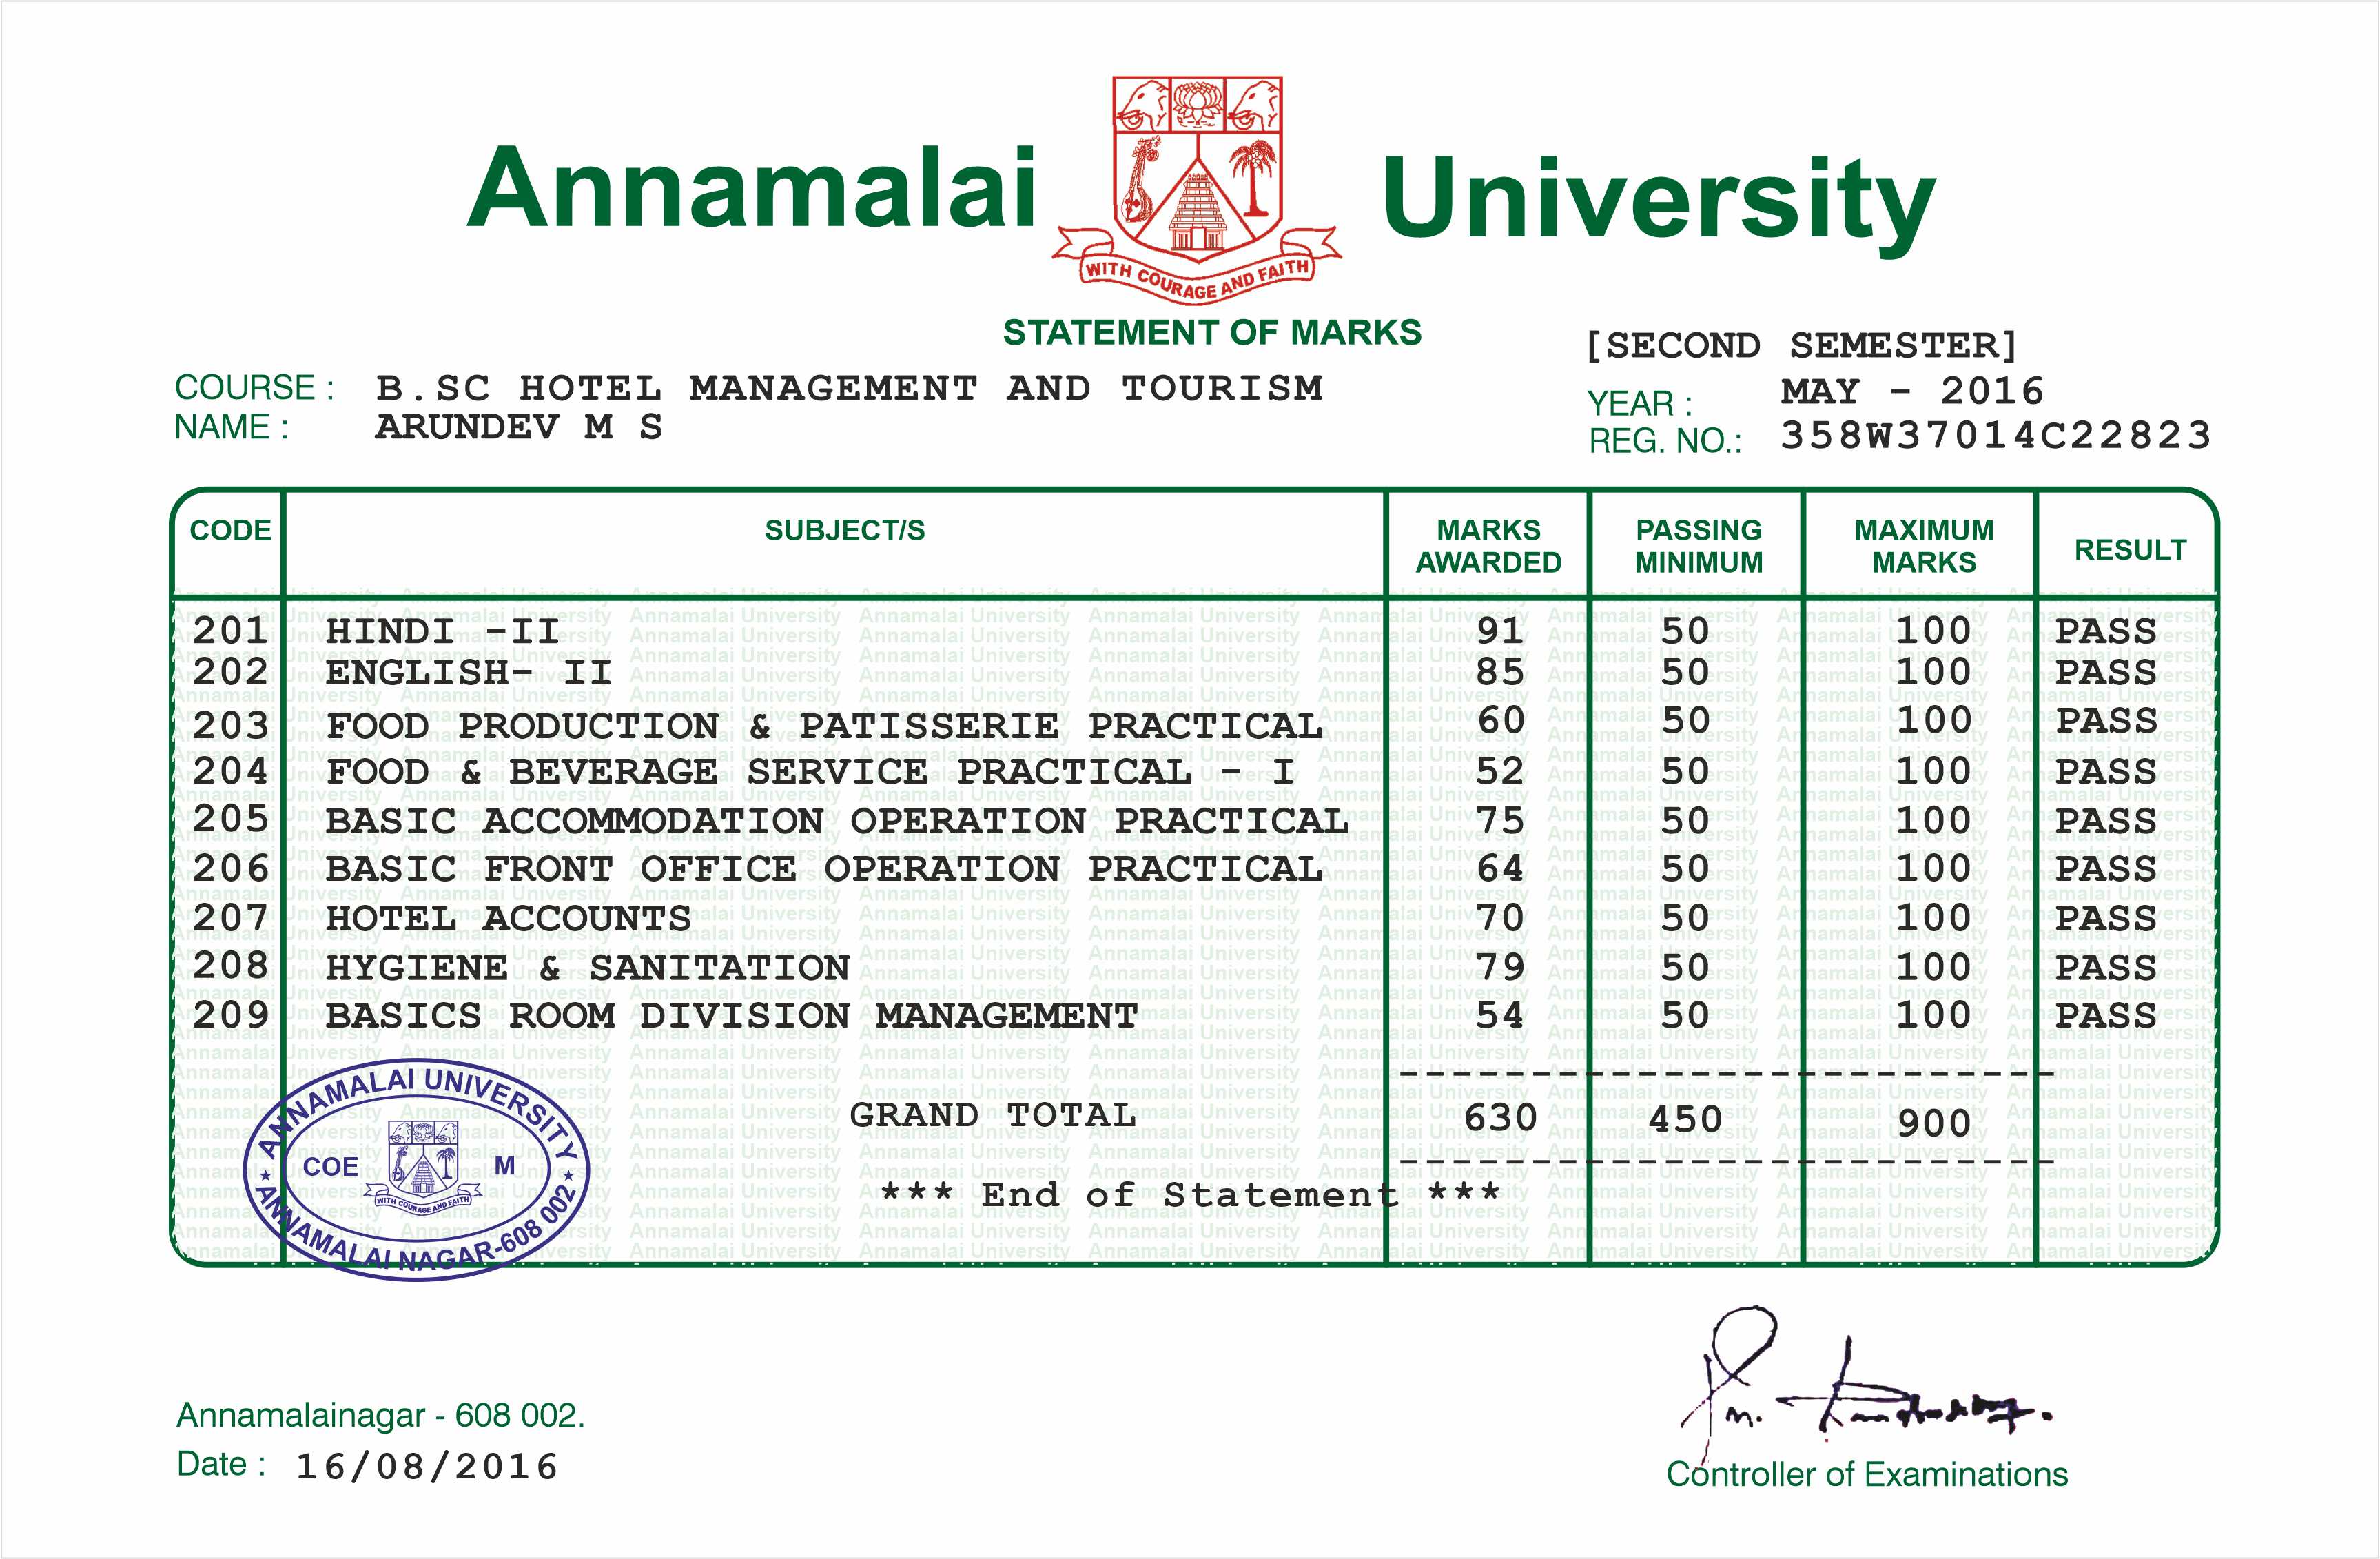 Annamalai University
WITH COURAGE AND FAITH
STATEMENT OF MARKS
[SECOND SEMESTER]
COURSE : B.SC HOTEL MANAGEMENT AND TOURISM
YEAR : MAY - 2016
NAME : ARUNDEV M S
REG. NO.: 358W37014C22823
CODE SUBJECT/S MARKS AWARDED PASSING MINIMUM MAXIMUM MARKS RESULT
201 HINDI -II 91 50 100 PASS
202 ENGLISH- II 85 50 100 PASS
203 FOOD PRODUCTION & PATISSERIE PRACTICAL 60 50 100 PASS
204 FOOD & BEVERAGE SERVICE PRACTICAL - I 52 50 100 PASS
205 BASIC ACCOMMODATION OPERATION PRACTICAL 75 50 100 PASS
206 BASIC FRONT OFFICE OPERATION PRACTICAL 64 50 100 PASS
207 HOTEL ACCOUNTS 70 50 100 PASS
208 HYGIENE & SANITATION 79 50 100 PASS
209 BASICS ROOM DIVISION MANAGEMENT 54 50 100 PASS
GRAND TOTAL 630 450 900
*** End of Statement ***
ANNAMALAI UNIVERSITY
COE M
WITH COURAGE AND FAITH
ANNAMALAI NAGAR-608 002
Annamalainagar - 608 002.
Date : 16/08/2016
Controller of Examinations